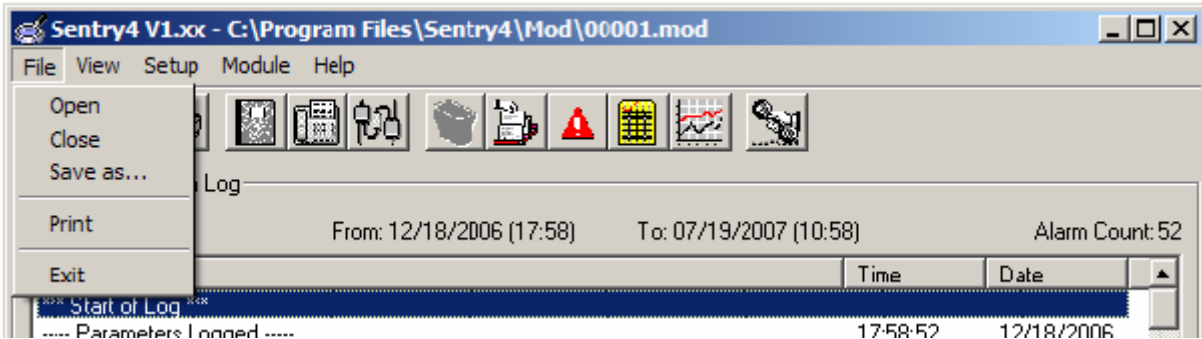 Sentry4 V1.xx - C:\Program Files\Sentry4\Mod\00001.mod
File View Setup Module Help
Open
Close
Save as...
Log
Print
From: 12/18/2006 (17:58) To: 07/19/2007 (10:58) Alarm Count: 52
Exit
Time Date
*** Start of Log ***
----- Parameters Logged ----- 17:58:52 12/18/2006